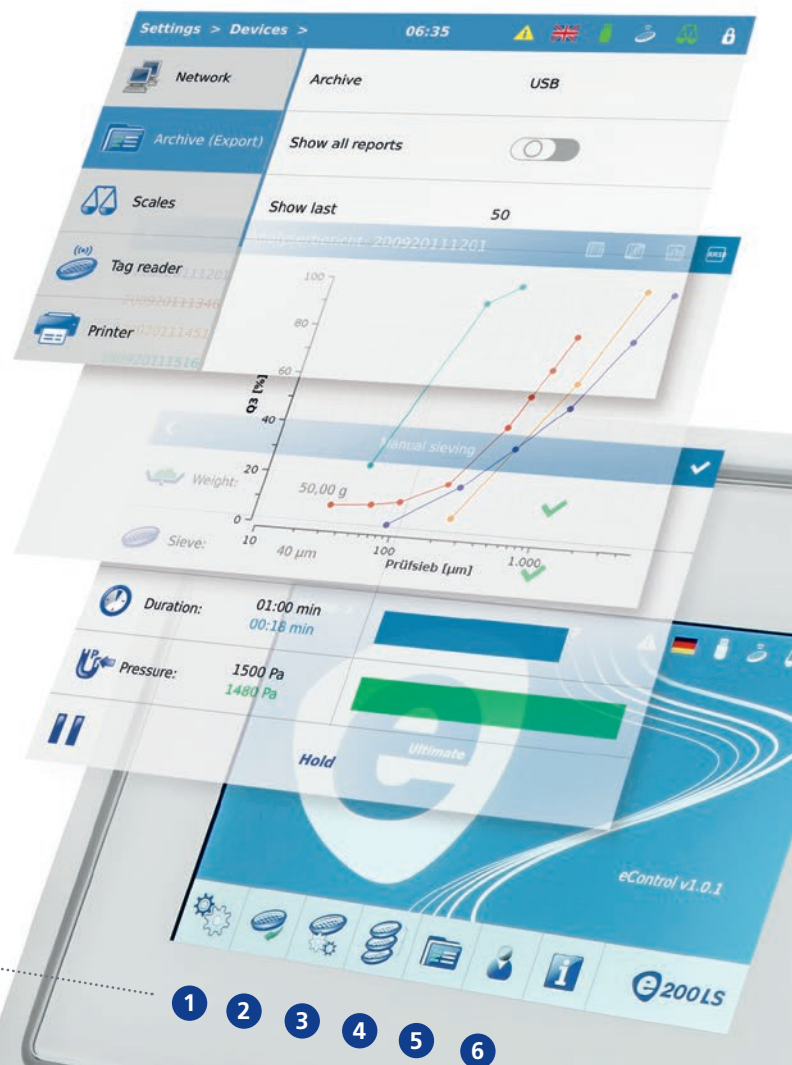 Settings > Devices >
06:35
Network
Archive
USB
Archive (Export)
Show all reports
Scales
Show last
50
200920111201
Tag reader
Printer
100
80
60
40
20
0
Q3 [%]
10
100
1.000
Prüfsieb [µm]
RRSB
Manual sieving
Weight:
50,00 g
Sieve:
40 µm
Duration:
01:00 min
00:18 min
Pressure:
1500 Pa
1480 Pa
Hold
Ultimate
e
eControl v1.0.1
i
e200LS
1
2
3
4
5
6